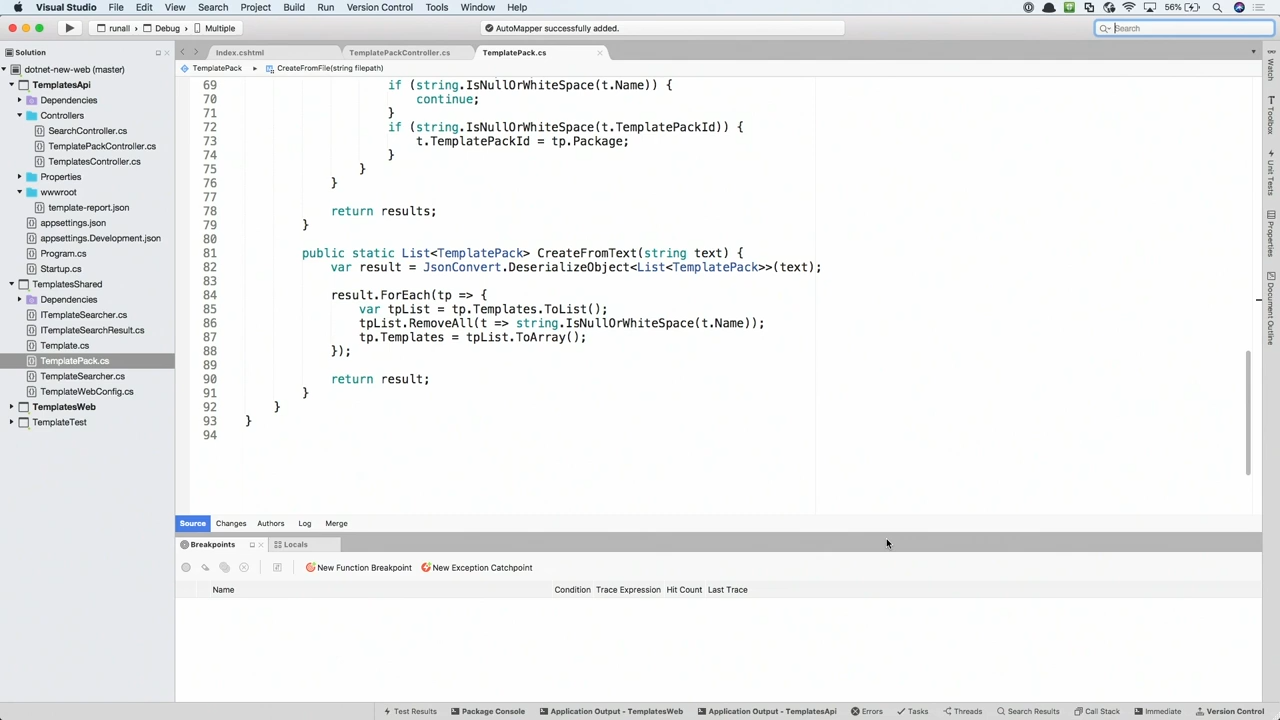 Visual Studio File Edit View Search Project Build Run Version Control Tools Window Help 56%
runall Debug Multiple AutoMapper successfully added. Search
Solution
dotnet-new-web (master)
TemplatesApi
Dependencies
Controllers
SearchController.cs
TemplatePackController.cs
TemplatesController.cs
Properties
wwwroot
template-report.json
appsettings.json
appsettings.Development.json
Program.cs
Startup.cs
TemplatesShared
Dependencies
ITemplateSearcher.cs
ITemplateSearchResult.cs
Template.cs
TemplatePack.cs
TemplateSearcher.cs
TemplateWebConfig.cs
TemplatesWeb
TemplateTest
Index.cshtml TemplatePackController.cs TemplatePack.cs
TemplatePack CreateFromFile(string filepath)
69 if (string.IsNullOrWhiteSpace(t.Name)) {
70 continue;
71 }
72 if (string.IsNullOrWhiteSpace(t.TemplatePackId)) {
73 t.TemplatePackId = tp.Package;
74 }
75 }
76 }
77
78 return results;
79 }
80
81 public static List<TemplatePack> CreateFromText(string text) {
82 var result = JsonConvert.DeserializeObject<List<TemplatePack>>(text);
83
84 result.ForEach(tp => {
85 var tpList = tp.Templates.ToList();
86 tpList.RemoveAll(t => string.IsNullOrWhiteSpace(t.Name));
87 tp.Templates = tpList.ToArray();
88 });
89
90 return result;
91 }
92 }
93 }
94
Source Changes Authors Log Merge
Breakpoints Locals
New Function Breakpoint New Exception Catchpoint
Name Condition Trace Expression Hit Count Last Trace
Test Results Package Console Application Output - TemplatesWeb Application Output - TemplatesApi Errors Tasks Threads Search Results Call Stack Immediate Version Control
Watch
Toolbox
Unit Tests
Properties
Document Outline